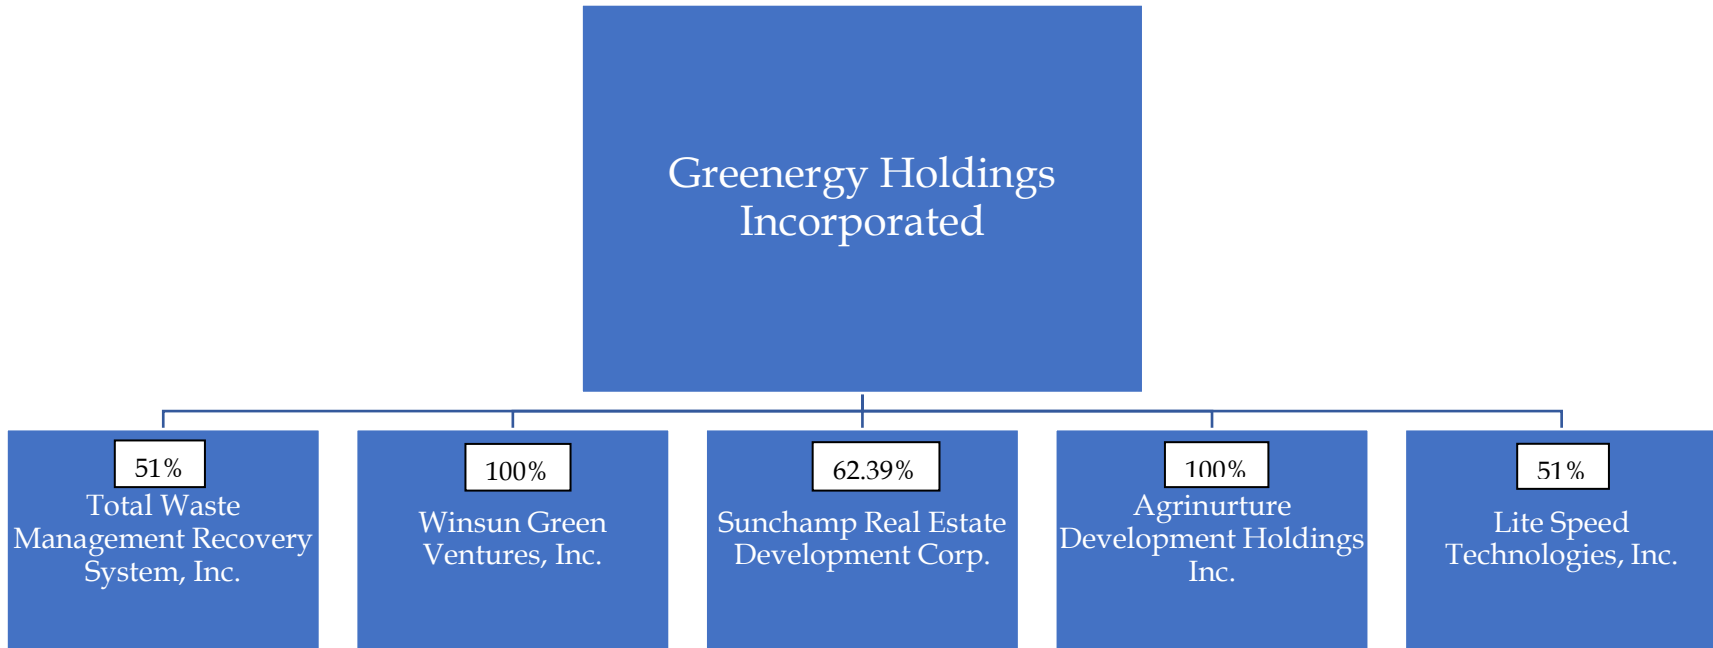 Greenergy Holdings
Incorporated
51%
Total Waste
Management Recovery
System, Inc.
100%
Winsun Green
Ventures, Inc.
62.39%
Sunchamp Real Estate
Development Corp.
100%
Agrinurture
Development Holdings
Inc.
51%
Lite Speed
Technologies, Inc.